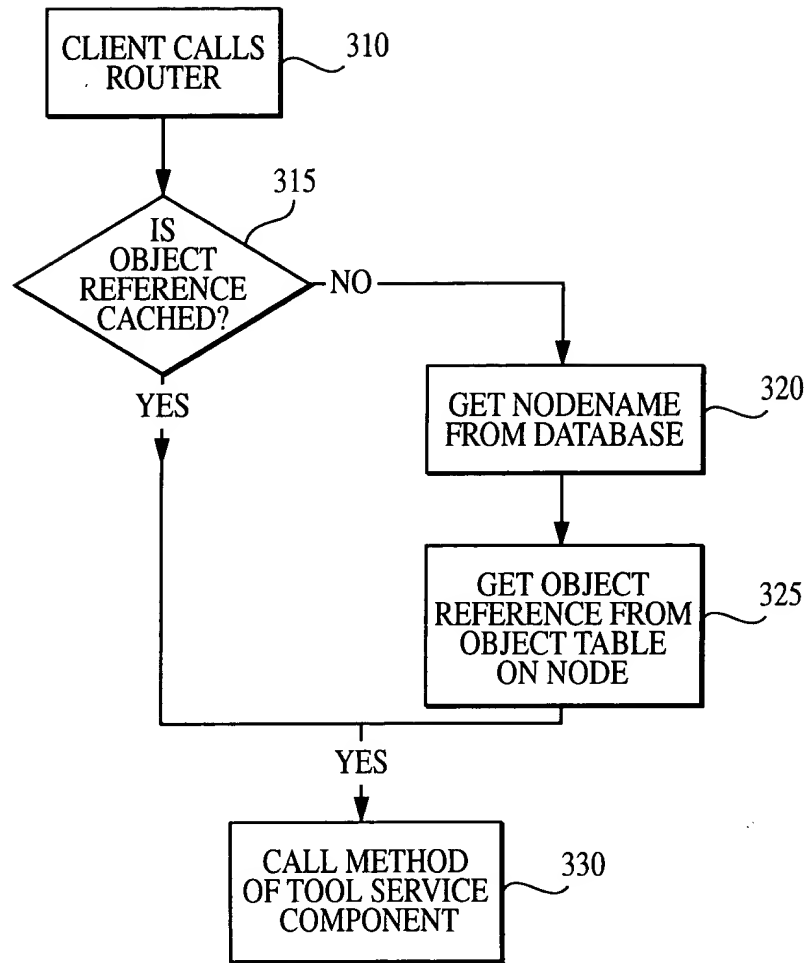 CLIENT CALLS
ROUTER
310
315
IS
OBJECT
REFERENCE
CACHED?
NO
YES
320
GET NODENAME
FROM DATABASE
325
GET OBJECT
REFERENCE FROM
OBJECT TABLE
ON NODE
YES
330
CALL METHOD
OF TOOL SERVICE
COMPONENT